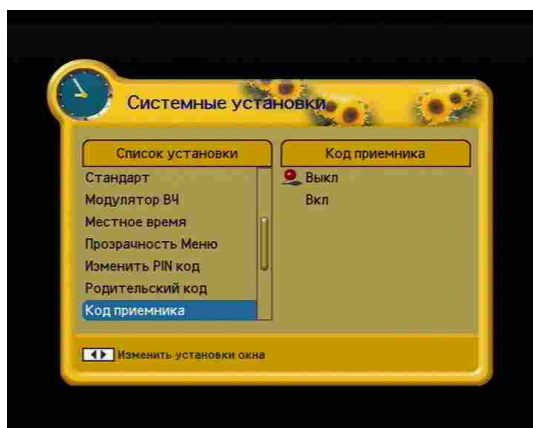 Системные установки
Список установки
Код приемника
Стандарт
Модулятор ВЧ
Местное время
Прозрачность Меню
Изменить PIN код
Родительский код
Код приемника
Выкл
Вкл
Изменить установки окна